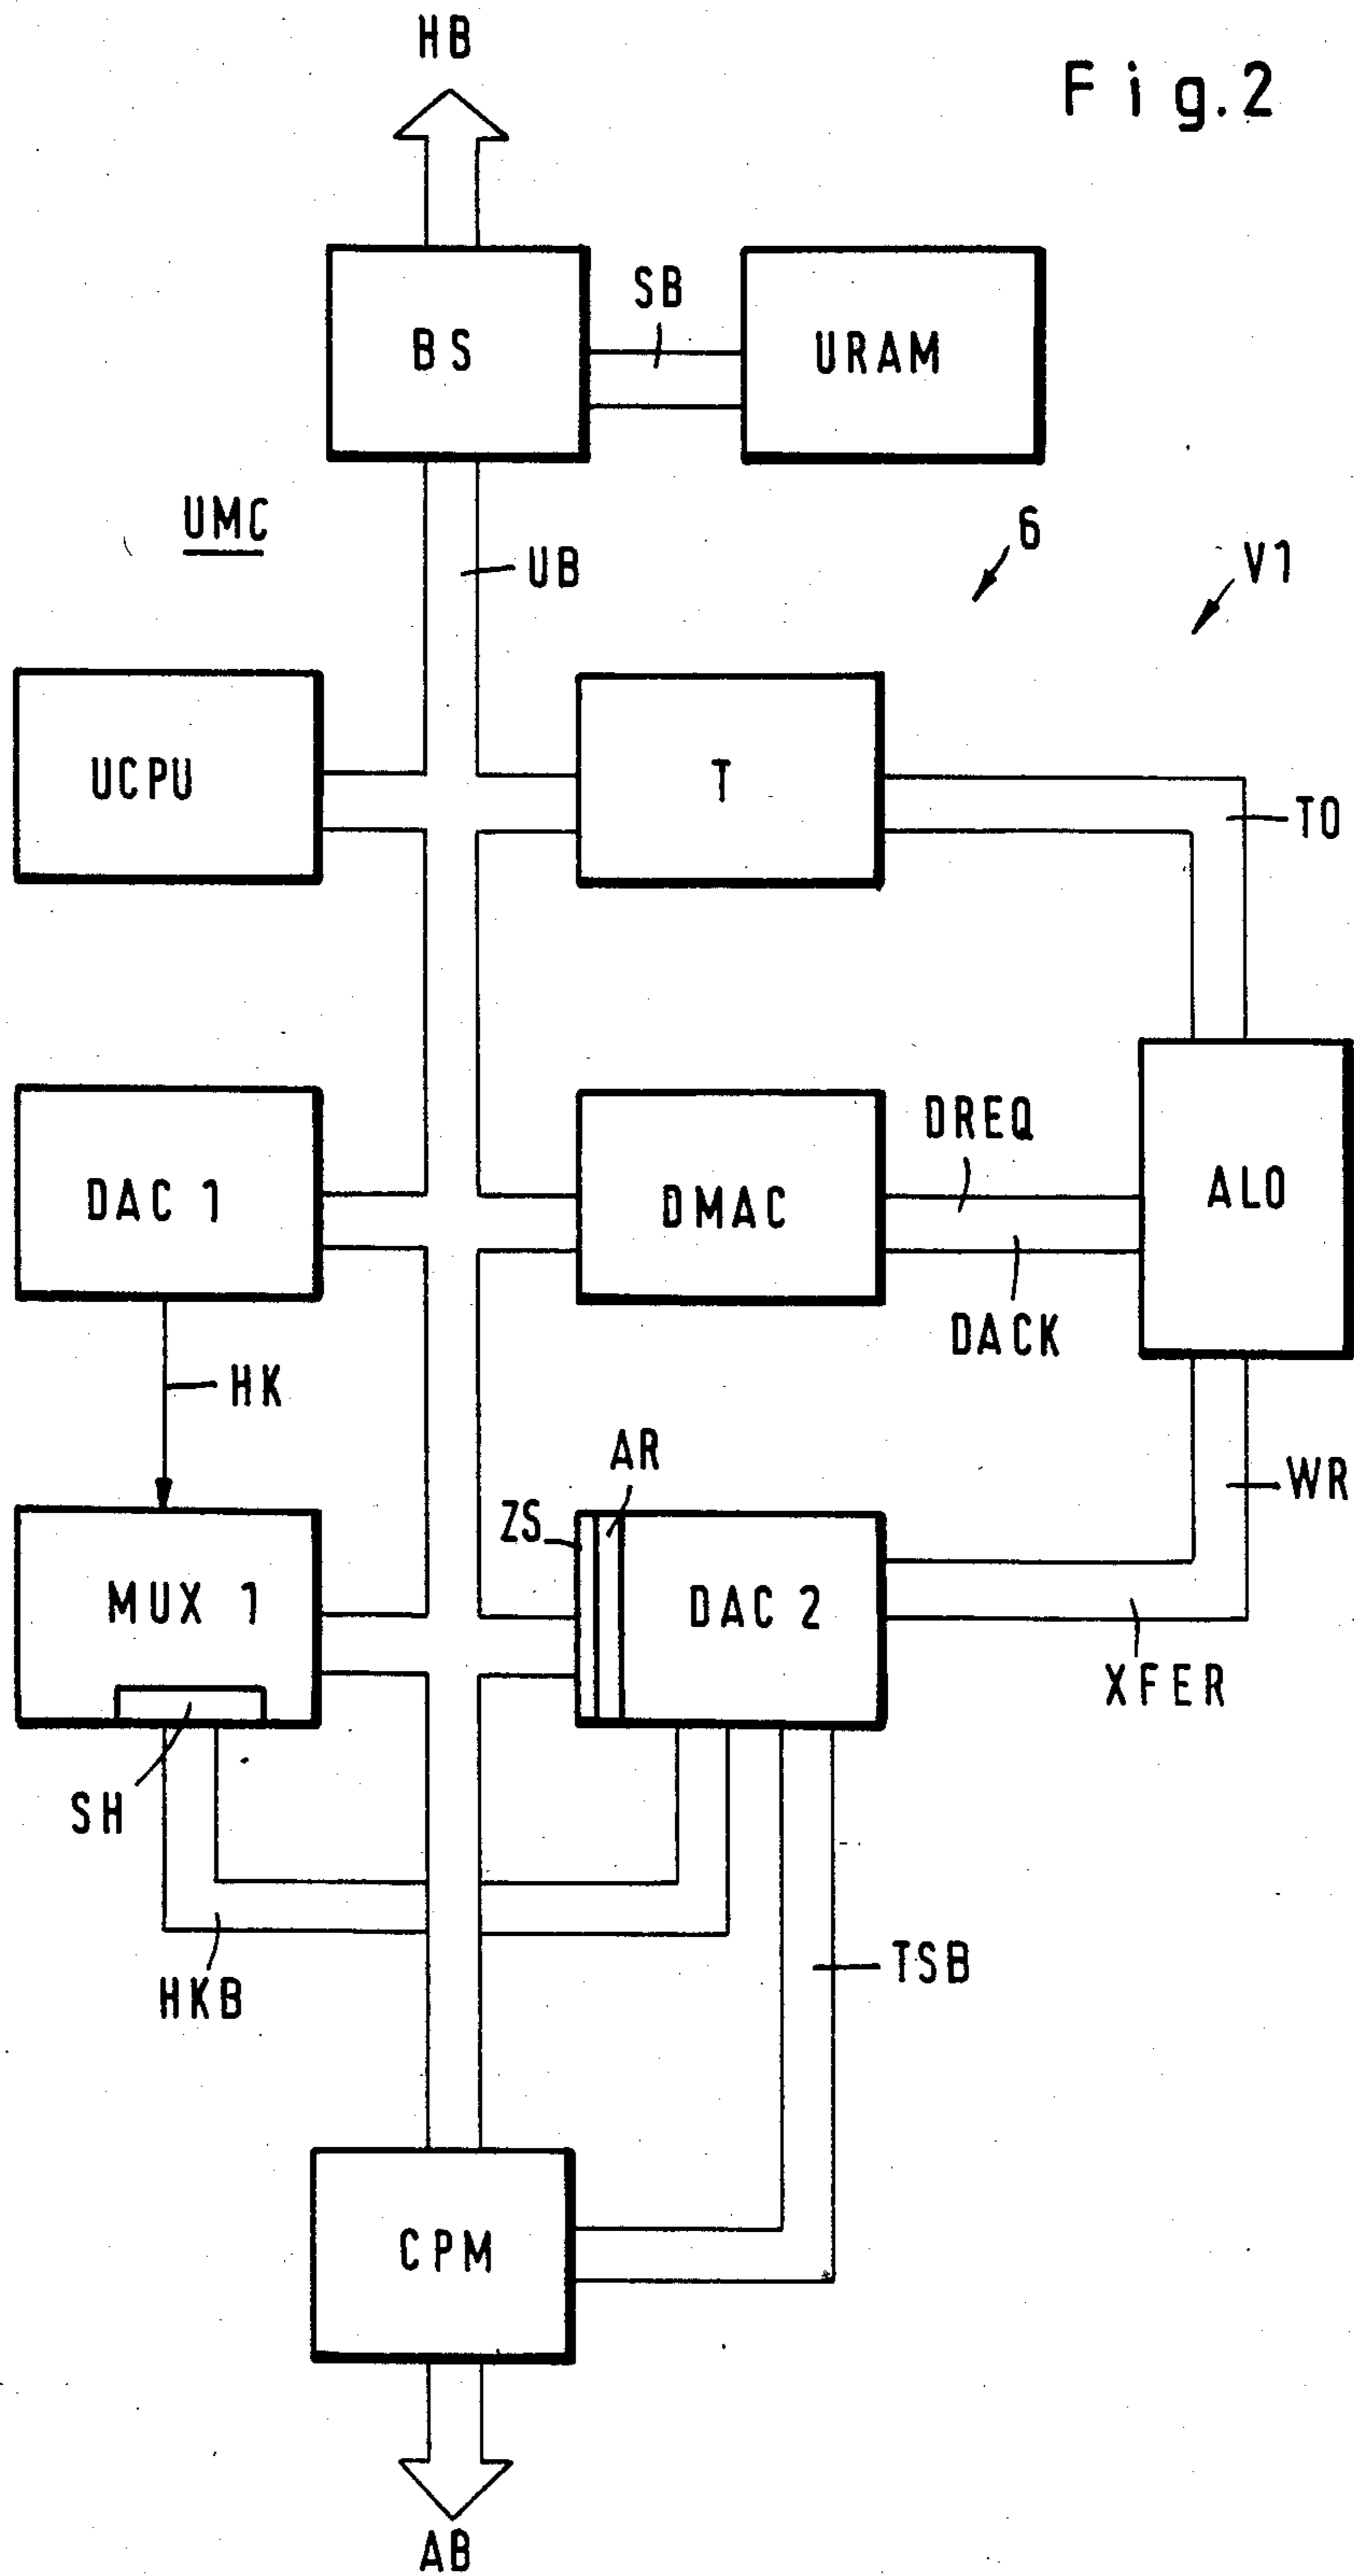 HB
Fig.2
SB
BS
URAM
UMC
6
UB
V1
UCPU
T
TO
DREQ
DAC 1
DMAC
ALO
DACK
HK
AR
WR
ZS
MUX 1
DAC 2
XFER
SH
TSB
HKB
CPM
AB